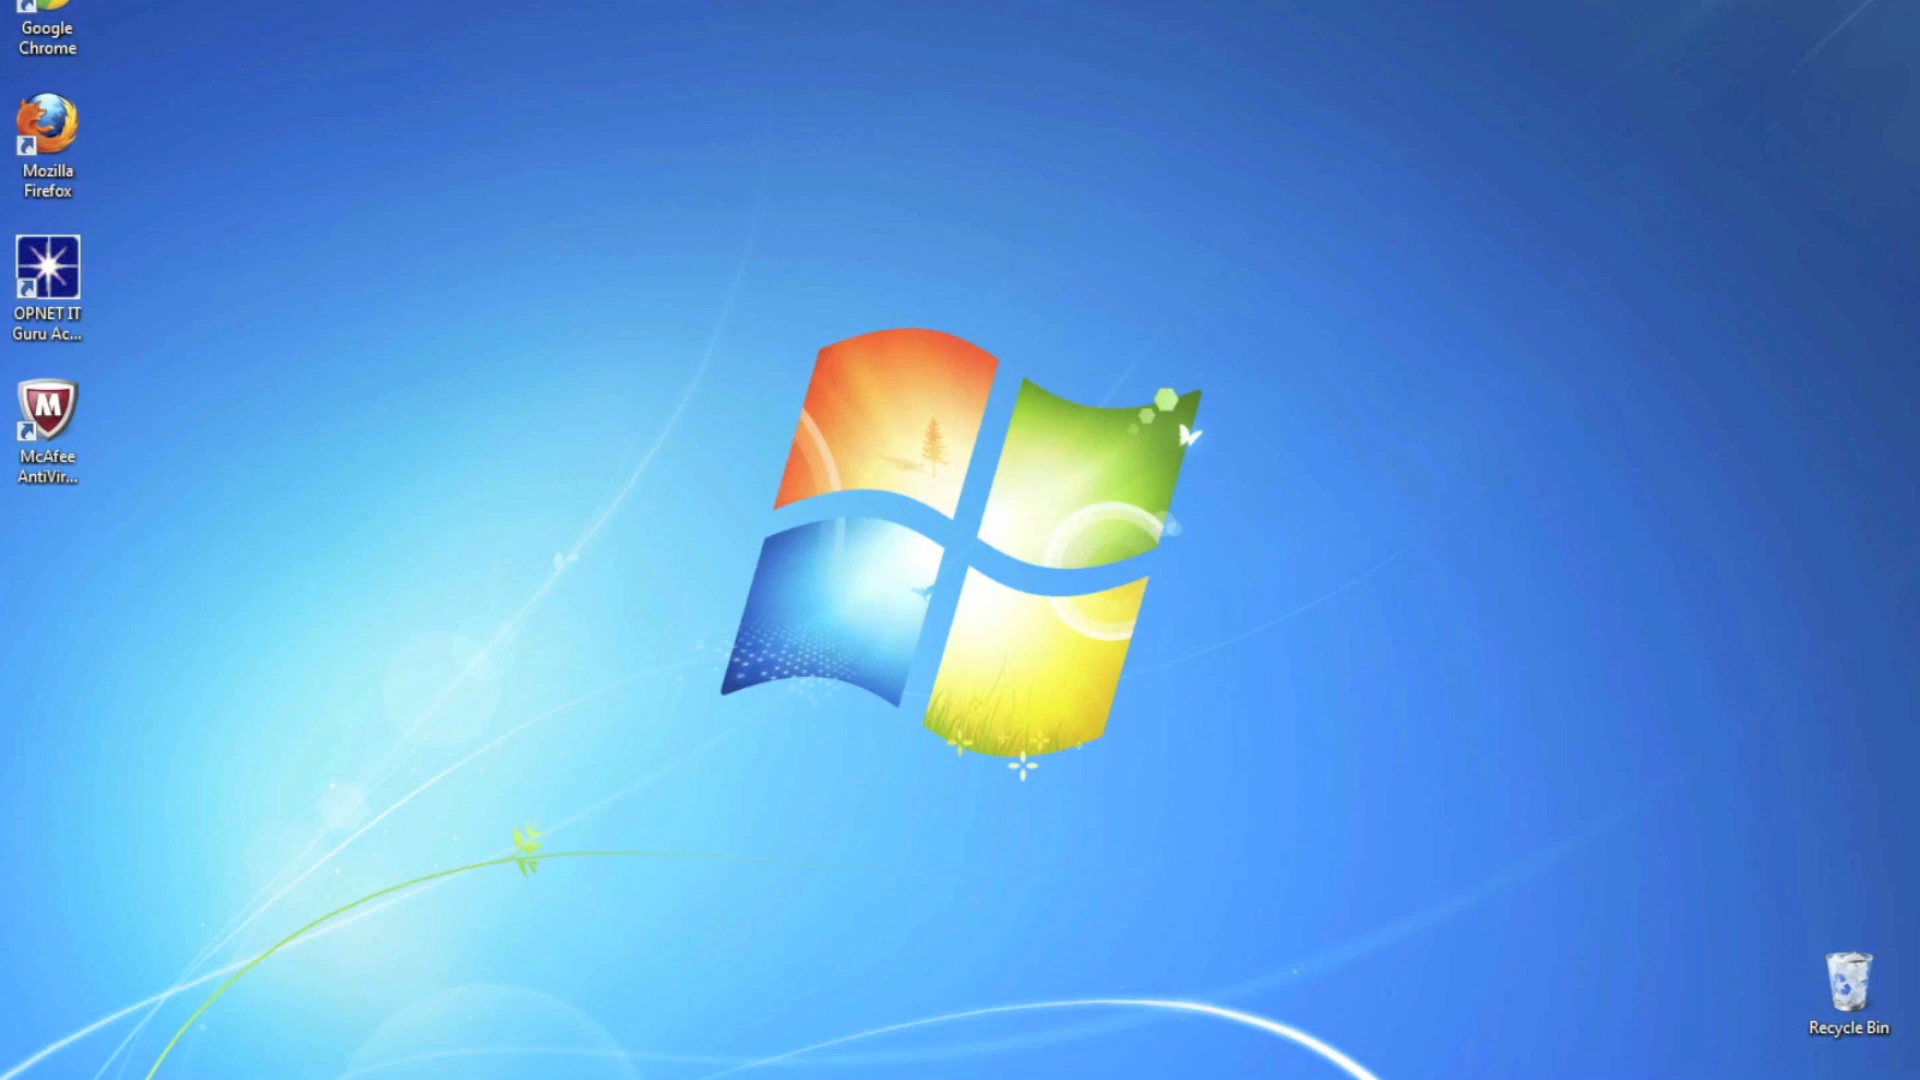 Google
Chrome
Mozilla
Firefox
OPNET IT
Guru Ac...
M
McAfee
AntiVir...
Recycle Bin